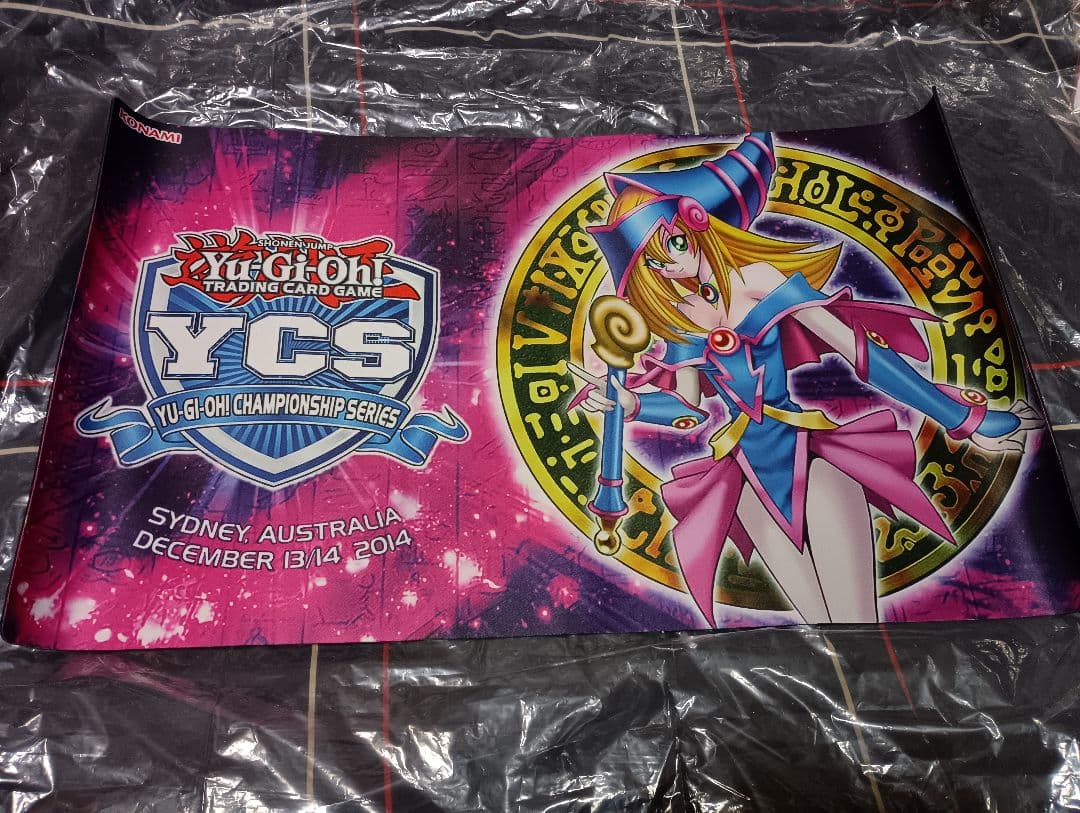 KONAMI
SHONEN JUMP
Yu-Gi-Oh!
TRADING CARD GAME
YCS
YU-GI-OH! CHAMPIONSHIP SERIES
SYDNEY, AUSTRALIA
DECEMBER 13/14 2014